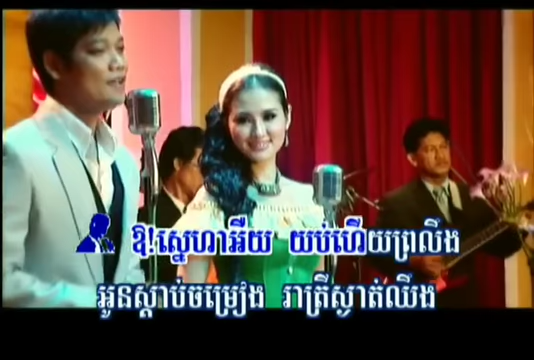 ឱ!ស្នេហាអើយ យប់ហើយព្រលឹង
អូនស្ដាប់ចម្រៀង រាត្រីស្ងាត់ឈឹង